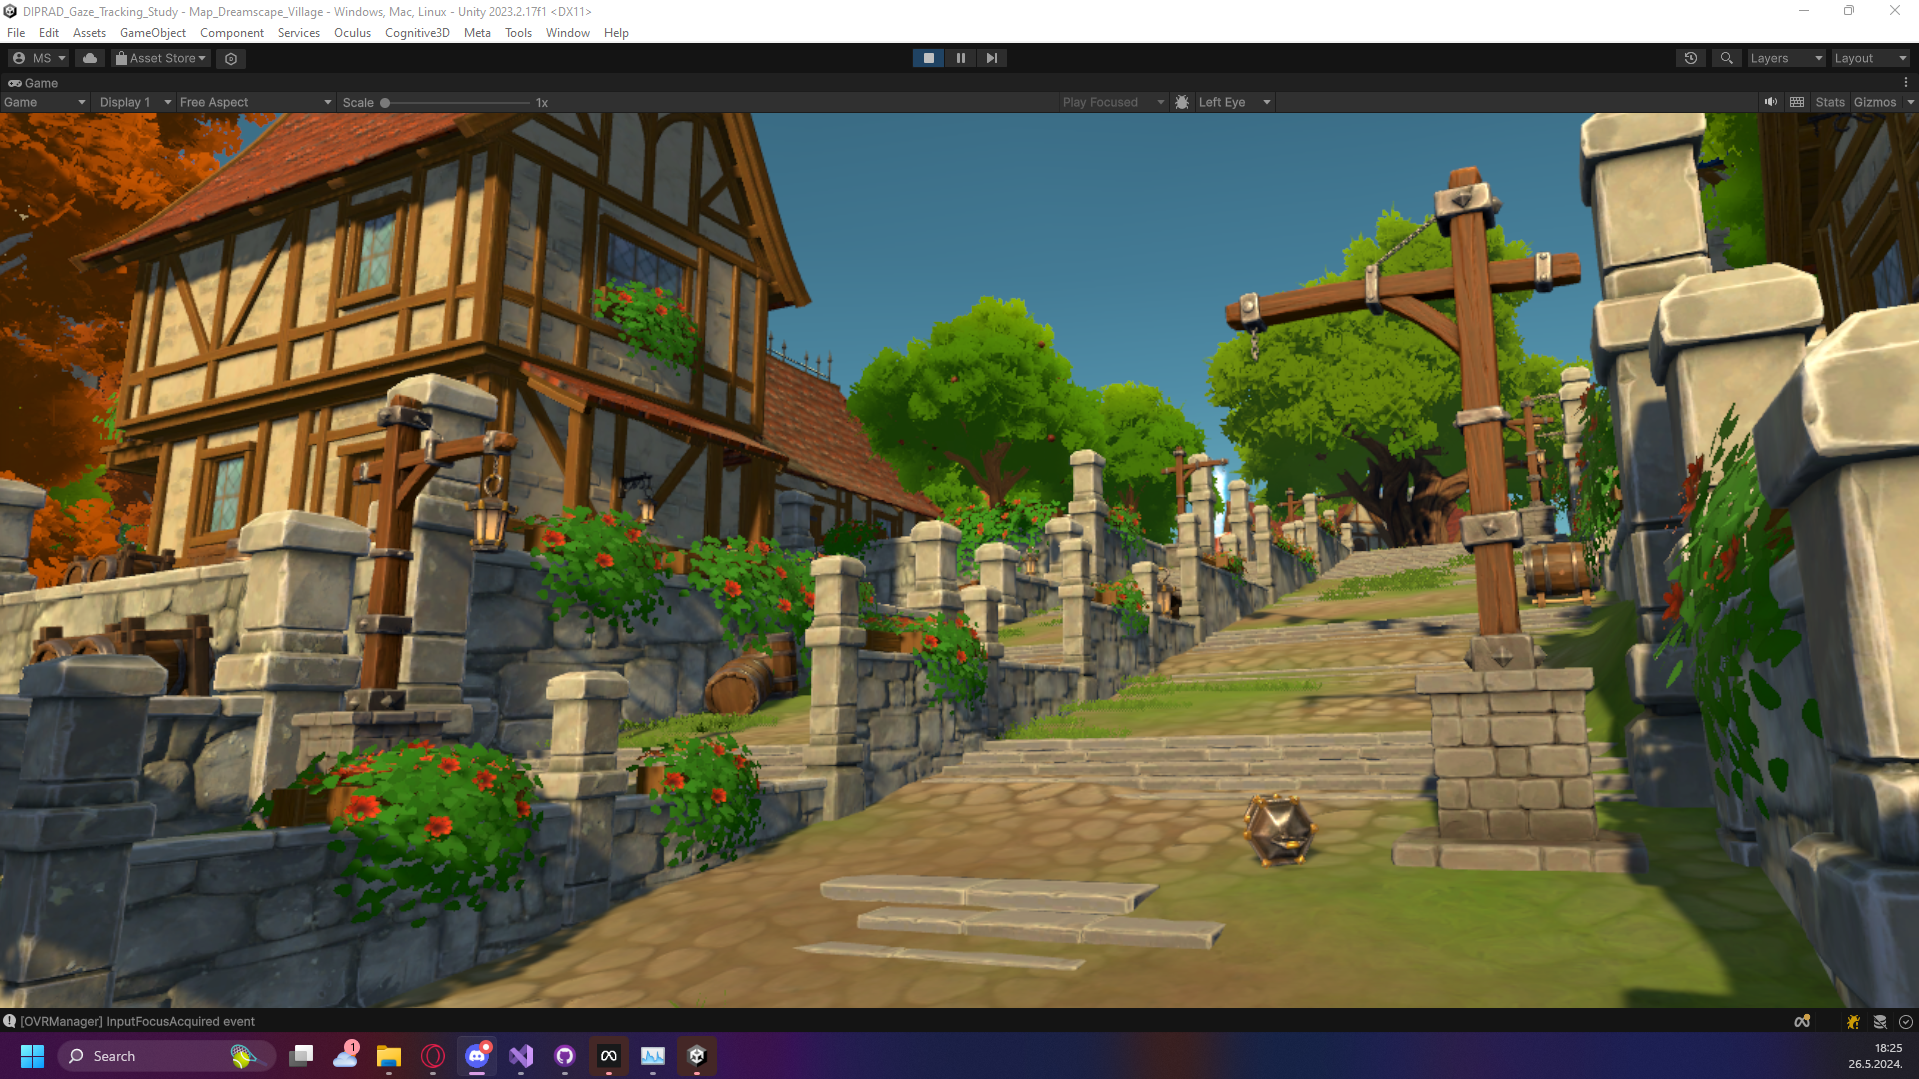 DIPRAD_Gaze_Tracking_Study - Map_Dreamscape_Village - Windows, Mac, Linux - Unity 2023.2.17f1 <DX11>
File Edit Assets GameObject Component Services Oculus Cognitive3D Meta Tools Window Help
MS Asset Store Layers Layout
Game
Game Display 1 Free Aspect Scale 1x Play Focused Left Eye Stats Gizmos
[OVRManager] InputFocusAcquired event
Search 1 18:25
26.5.2024.